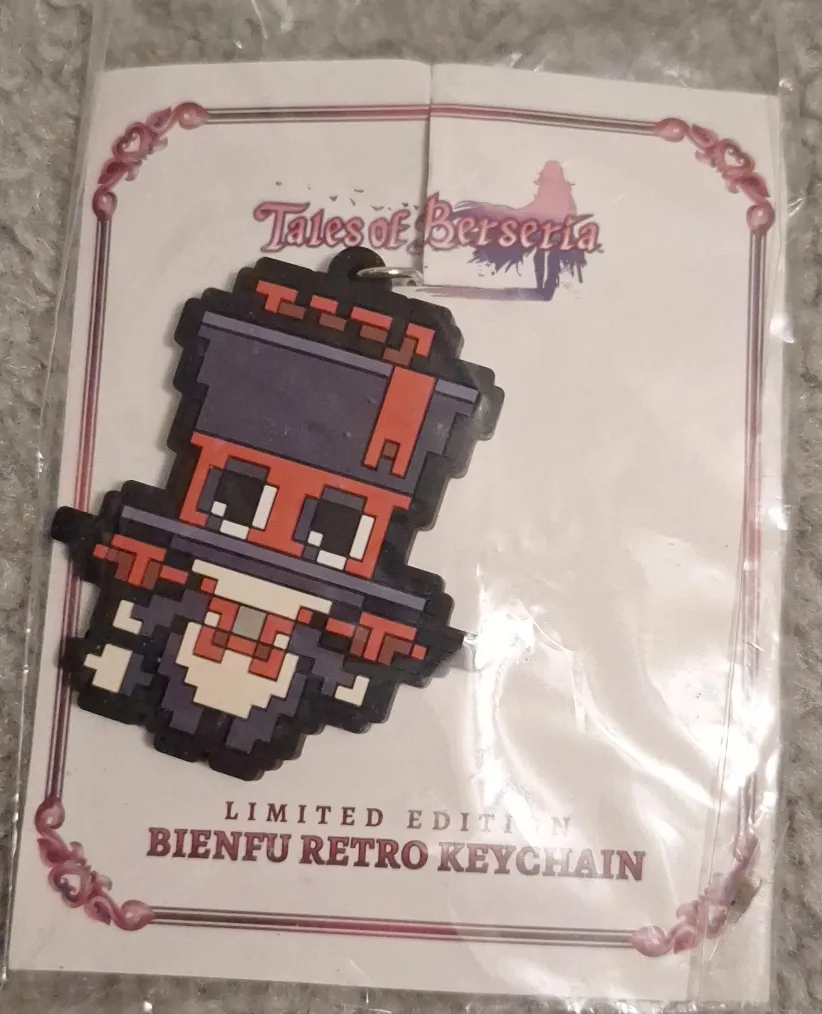 Tales of Berseria
LIMITED EDITION
BIENFU RETRO KEYCHAIN